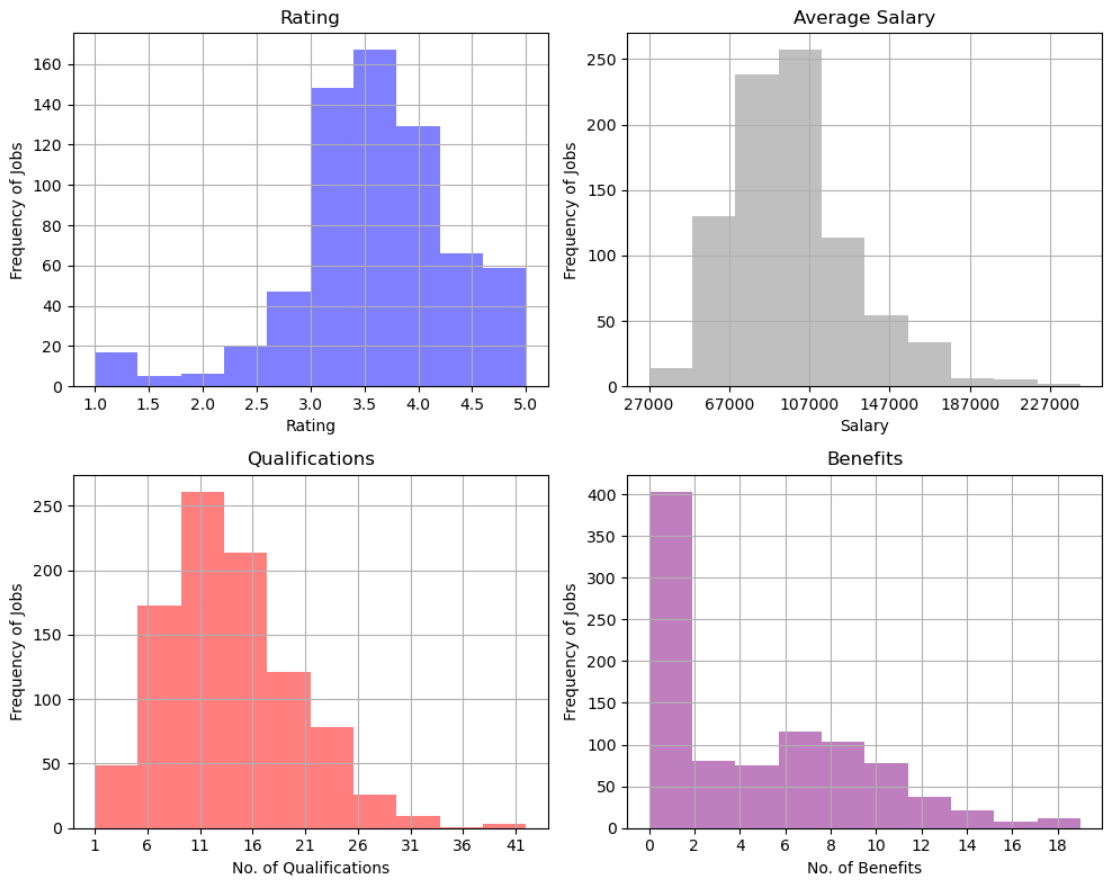 Rating
Frequency of Jobs
160
140
120
100
80
60
40
20
0
1.0 1.5 2.0 2.5 3.0 3.5 4.0 4.5 5.0
Rating
Average Salary
Frequency of Jobs
250
200
150
100
50
0
27000 67000 107000 147000 187000 227000
Salary
Qualifications
Frequency of Jobs
250
200
150
100
50
0
1 6 11 16 21 26 31 36 41
No. of Qualifications
Benefits
Frequency of Jobs
400
350
300
250
200
150
100
50
0
0 2 4 6 8 10 12 14 16 18
No. of Benefits